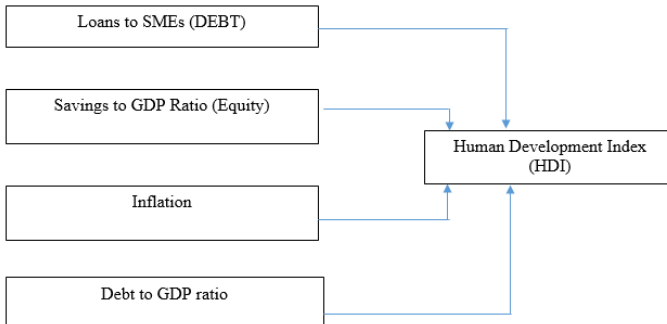 Loans to SMEs (DEBT)
Savings to GDP Ratio (Equity)
Human Development Index
(HDI)
Inflation
Debt to GDP ratio